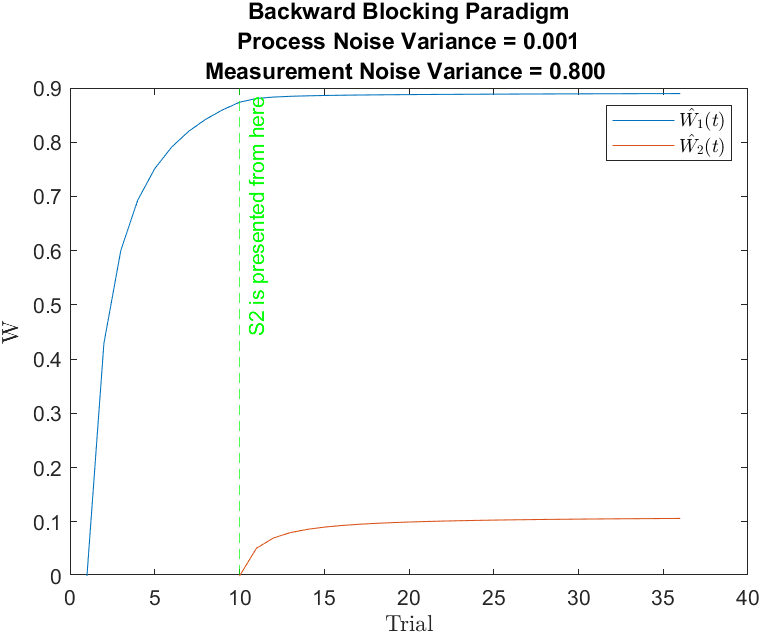 Backward Blocking Paradigm
Process Noise Variance = 0.001
Measurement Noise Variance = 0.800
0.9
0.8
0.7
0.6
0.5
0.4
0.3
0.2
0.1
0
W
S2 is presented from here
Ŵ₁(t)
Ŵ₂(t)
0 5 10 15 20 25 30 35 40
Trial